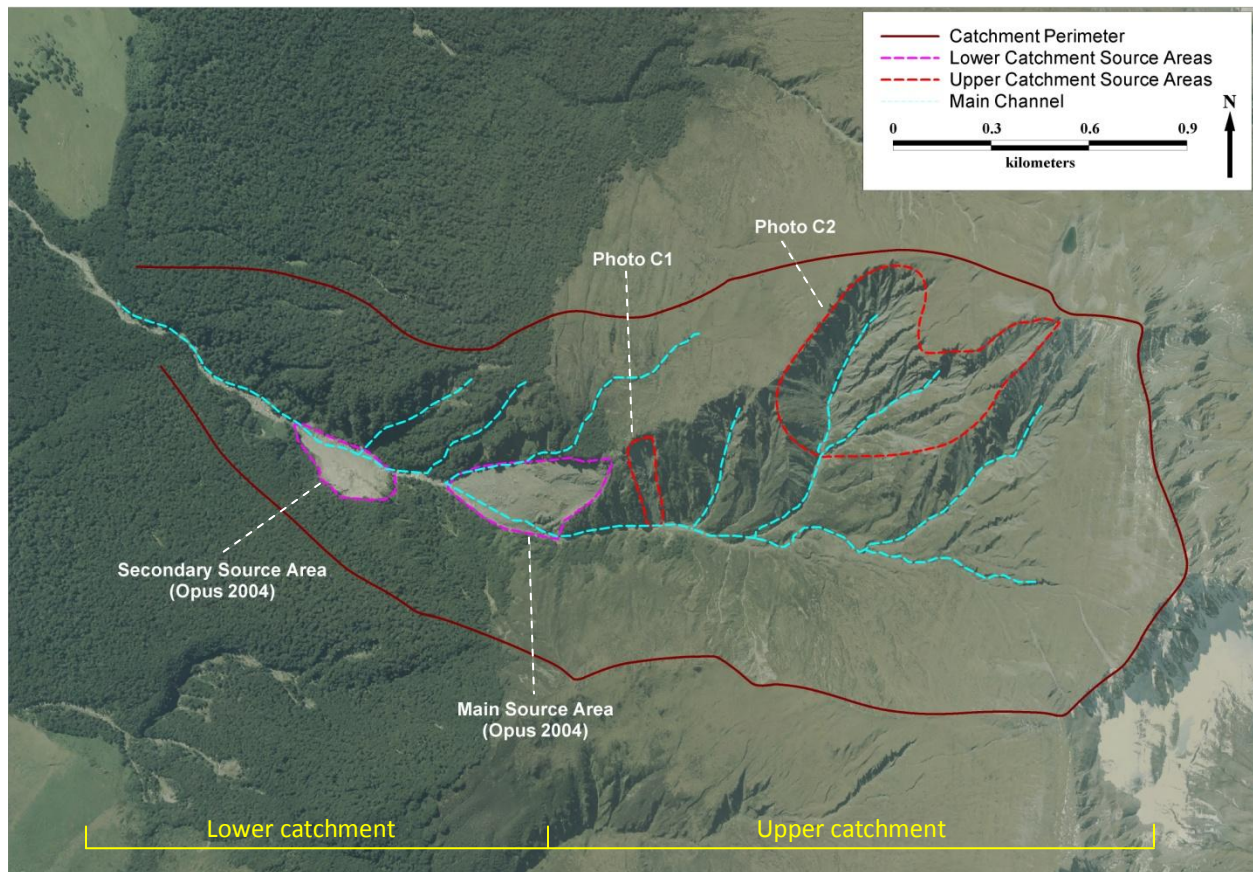 Catchment Perimeter
Lower Catchment Source Areas
Upper Catchment Source Areas
Main Channel
N
0 0.3 0.6 0.9
kilometers
Photo C2
Photo C1
Secondary Source Area
(Opus 2004)
Main Source Area
(Opus 2004)
Lower catchment
Upper catchment